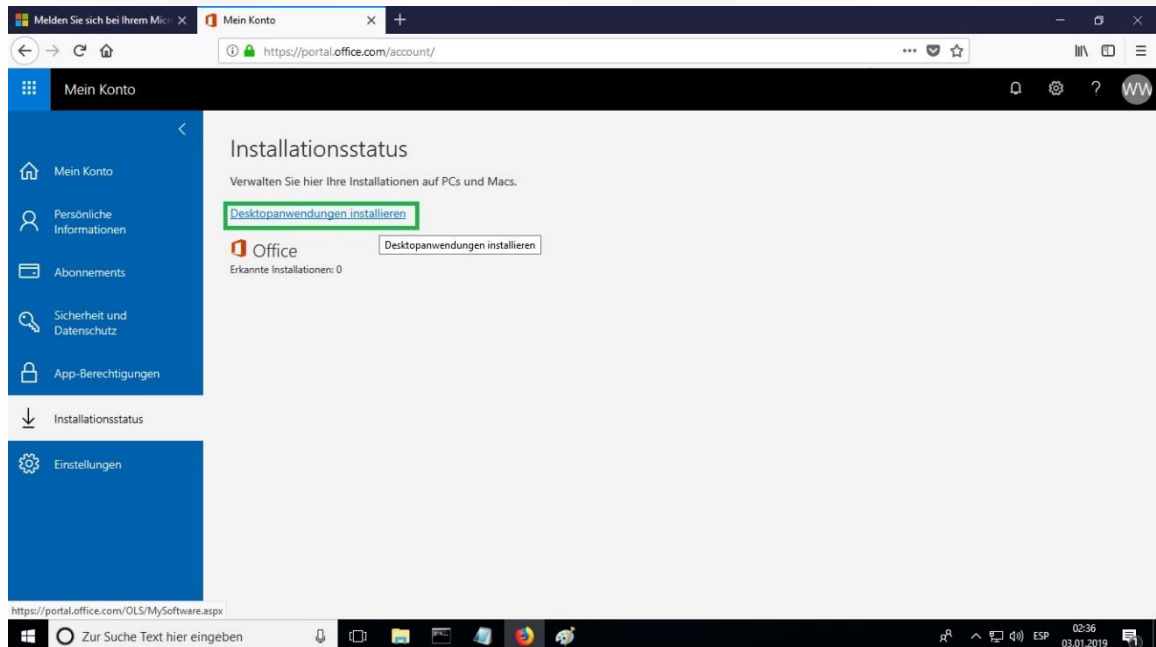 Melden Sie sich bei Ihrem Micr
Mein Konto
https://portal.office.com/account/
Mein Konto
WW
Installationsstatus
Verwalten Sie hier Ihre Installationen auf PCs und Macs.
Desktopanwendungen installieren
Office
Desktopanwendungen installieren
Erkannte Installationen: 0
Mein Konto
Persönliche
Informationen
Abonnements
Sicherheit und
Datenschutz
App-Berechtigungen
Installationsstatus
Einstellungen
https://portal.office.com/OLS/MySoftware.aspx
Zur Suche Text hier eingeben
ESP
02:36
03.01.2019
1